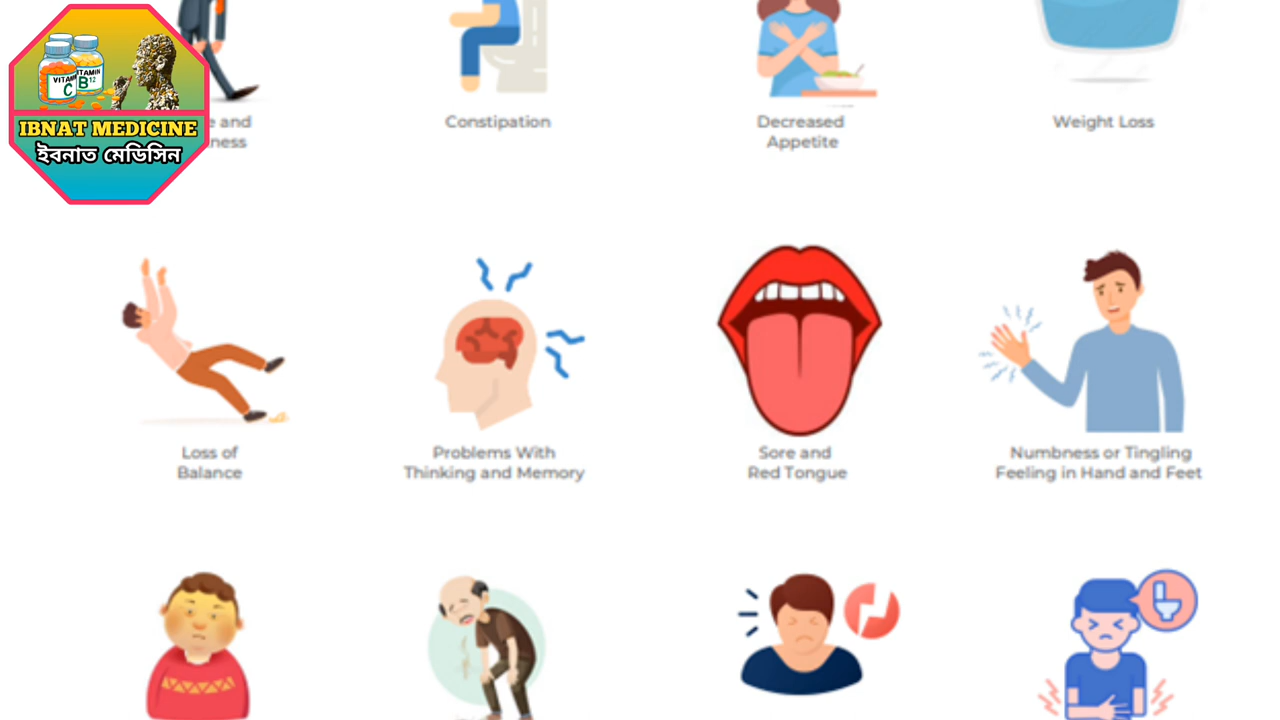 VITAMIN
C
VITAMIN
B12
IBNAT MEDICINE
ইবনাত মেডিসিন
and
Constipation
Decreased
Appetite
Weight Loss
Loss of
Balance
Problems With
Thinking and Memory
Sore and
Red Tongue
Numbness or Tingling
Feeling in Hand and Feet